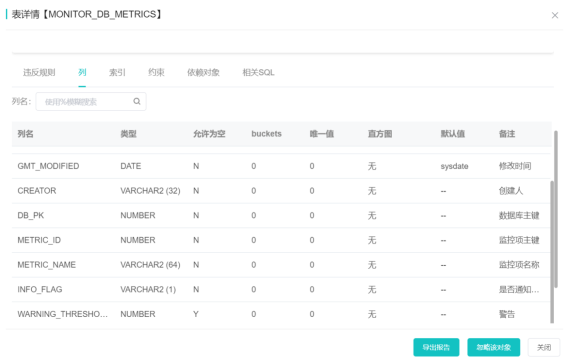 表详情【MONITOR_DB_METRICS】
违反规则 列 索引 约束 依赖对象 相关SQL
列名: 使用%模糊搜索
列名 类型 允许为空 buckets 唯一值 直方图 默认值 备注
GMT_MODIFIED DATE N 0 0 无 sysdate 修改时间
CREATOR VARCHAR2 (32) N 0 0 无 -- 创建人
DB_PK NUMBER N 0 0 无 -- 数据库主键
METRIC_ID NUMBER N 0 0 无 -- 监控项主键
METRIC_NAME VARCHAR2 (64) N 0 0 无 -- 监控项名称
INFO_FLAG VARCHAR2 (1) N 0 0 无 -- 是否通知...
WARNING_THRESHO... NUMBER Y 0 0 无 -- 警告
导出报告 忽略该对象 关闭